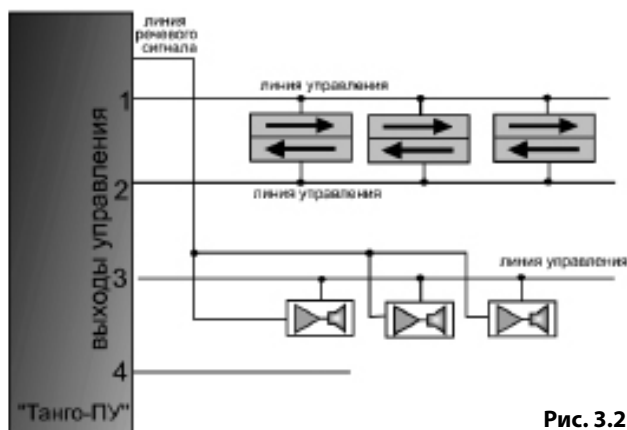 линия
речевого
сигнала
линия управления
1
выходы управления
2
линия управления
линия управления
3
4
"Танго-ПУ"
Рис. 3.2